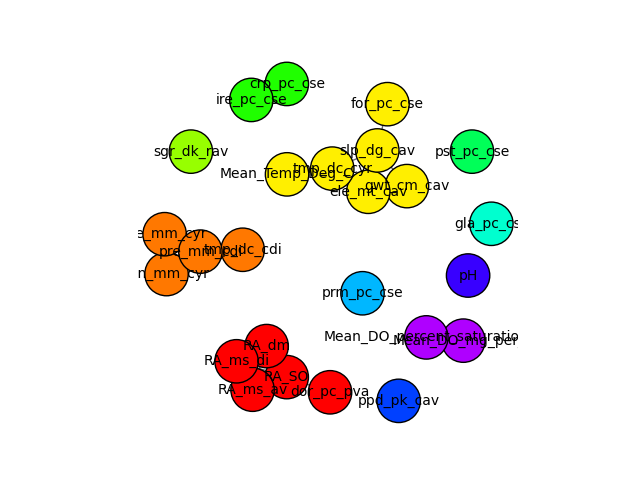 crp_pc_cse
ire_pc_cse
for_pc_cse
sgr_dk_rav
slp_dg_cav
pst_pc_cse
tmp_dc_cyr
Mean_Temp_Deg_C
gwt_cm_cav
ele_mt_cav
gla_pc_cs
e_mm_cyr
pre_mm_cdi
tmp_dc_cdi
n_mm_cyr
pH
prm_pc_cse
Mean_DO_percent_saturatio
Mean_DO_mg_per
RA_dm
RA_ms_di
RA_SO
RA_ms_av
dor_pc_pva
ppd_pk_cav